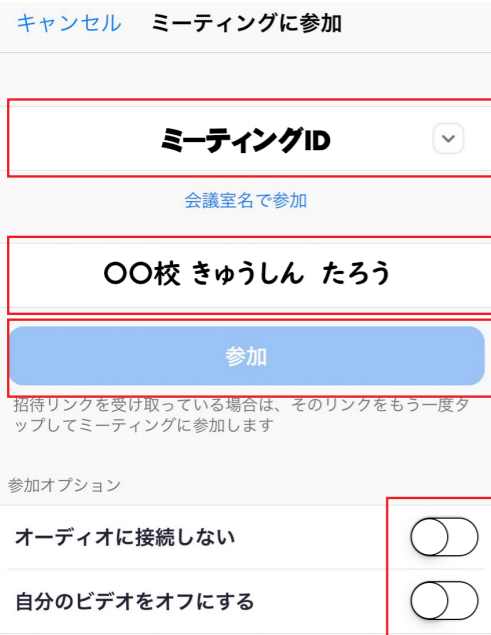 キャンセル ミーティングに参加
ミーティングID
会議室名で参加
〇〇校 きゅうしん たろう
参加
招待リンクを受け取っている場合は、そのリンクをもう一度タ
ップしてミーティングに参加します
参加オプション
オーディオに接続しない
自分のビデオをオフにする